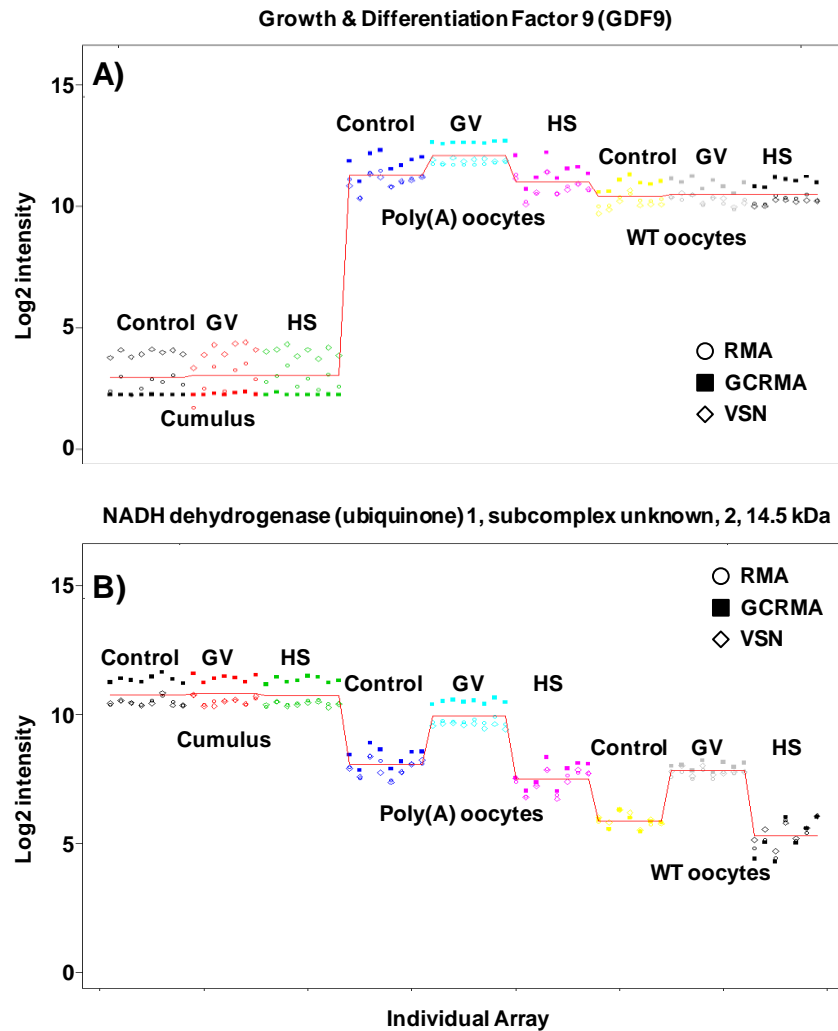 Growth & Differentiation Factor 9 (GDF9)
A)
15
Control GV HS
Control GV HS
10
Poly(A) oocytes
WT oocytes
Log2 intensity
5
Control GV HS
RMA
GCRMA
VSN
Cumulus
0
NADH dehydrogenase (ubiquinone) 1, subcomplex unknown, 2, 14.5 kDa
B)
15
RMA
GCRMA
VSN
Control GV HS
Control GV HS
10
Cumulus
Control GV HS
Poly(A) oocytes
Log2 intensity
5
WT oocytes
0
Individual Array